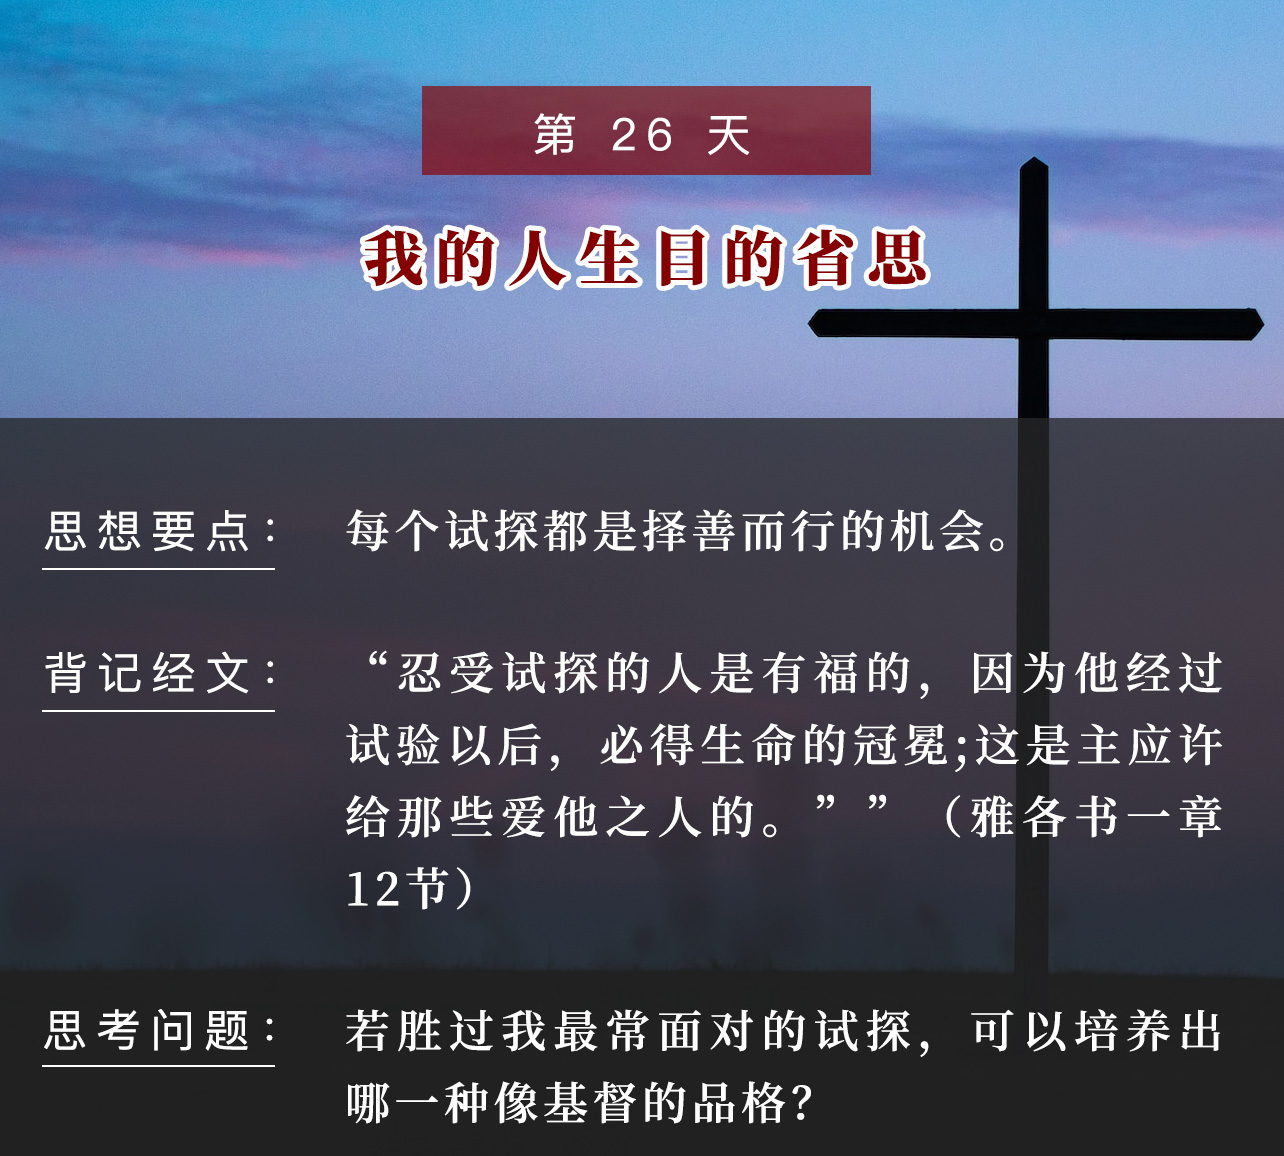 第 26 天
我的人生目的省思
思想要点： 每个试探都是择善而行的机会。
背记经文： “忍受试探的人是有福的，因为他经过
试验以后，必得生命的冠冕;这是主应许
给那些爱他之人的。””（雅各书一章
12节）
思考问题： 若胜过我最常面对的试探，可以培养出
哪一种像基督的品格？